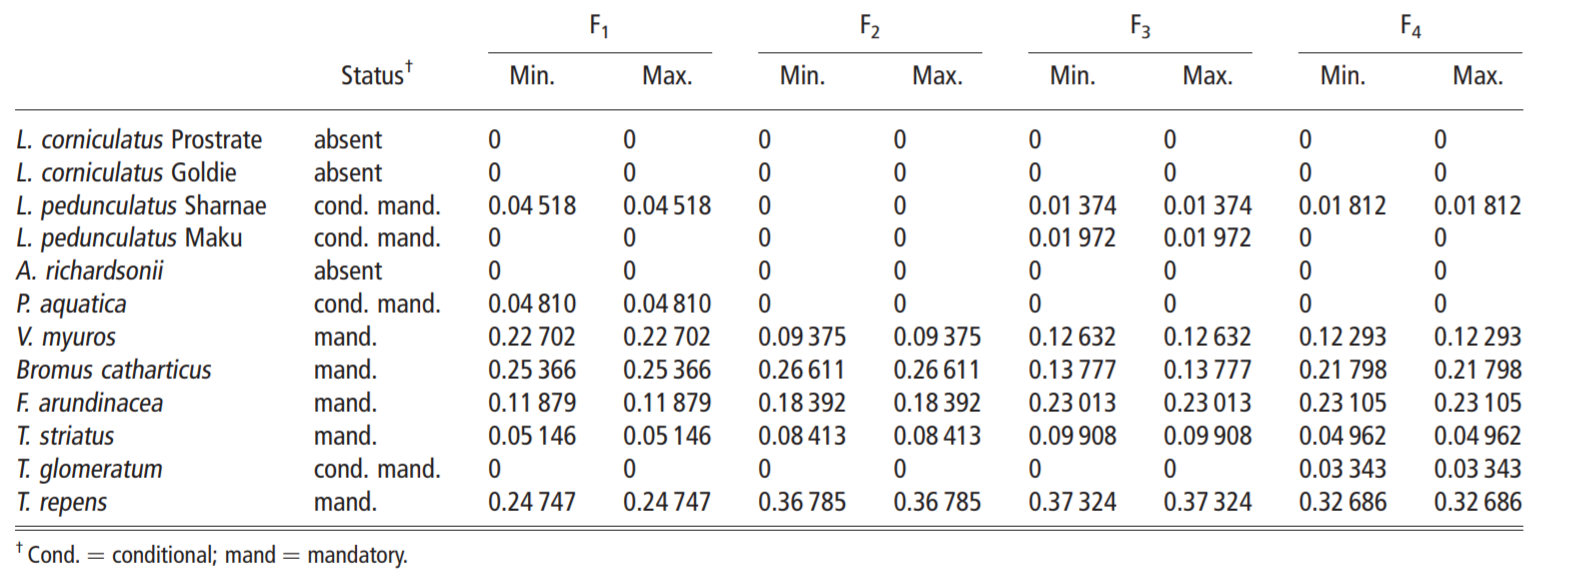 F1 F2 F3 F4
Status† Min. Max. Min. Max. Min. Max. Min. Max.
L. corniculatus Prostrate absent 0 0 0 0 0 0 0 0
L. corniculatus Goldie absent 0 0 0 0 0 0 0 0
L. pedunculatus Sharnae cond. mand. 0.04 518 0.04 518 0 0 0.01 374 0.01 374 0.01 812 0.01 812
L. pedunculatus Maku cond. mand. 0 0 0 0 0.01 972 0.01 972 0 0
A. richardsonii absent 0 0 0 0 0 0 0 0
P. aquatica cond. mand. 0.04 810 0.04 810 0 0 0 0 0 0
V. myuros mand. 0.22 702 0.22 702 0.09 375 0.09 375 0.12 632 0.12 632 0.12 293 0.12 293
Bromus catharticus mand. 0.25 366 0.25 366 0.26 611 0.26 611 0.13 777 0.13 777 0.21 798 0.21 798
F. arundinacea mand. 0.11 879 0.11 879 0.18 392 0.18 392 0.23 013 0.23 013 0.23 105 0.23 105
T. striatus mand. 0.05 146 0.05 146 0.08 413 0.08 413 0.09 908 0.09 908 0.04 962 0.04 962
T. glomeratum cond. mand. 0 0 0 0 0 0 0.03 343 0.03 343
T. repens mand. 0.24 747 0.24 747 0.36 785 0.36 785 0.37 324 0.37 324 0.32 686 0.32 686
† Cond. = conditional; mand = mandatory.